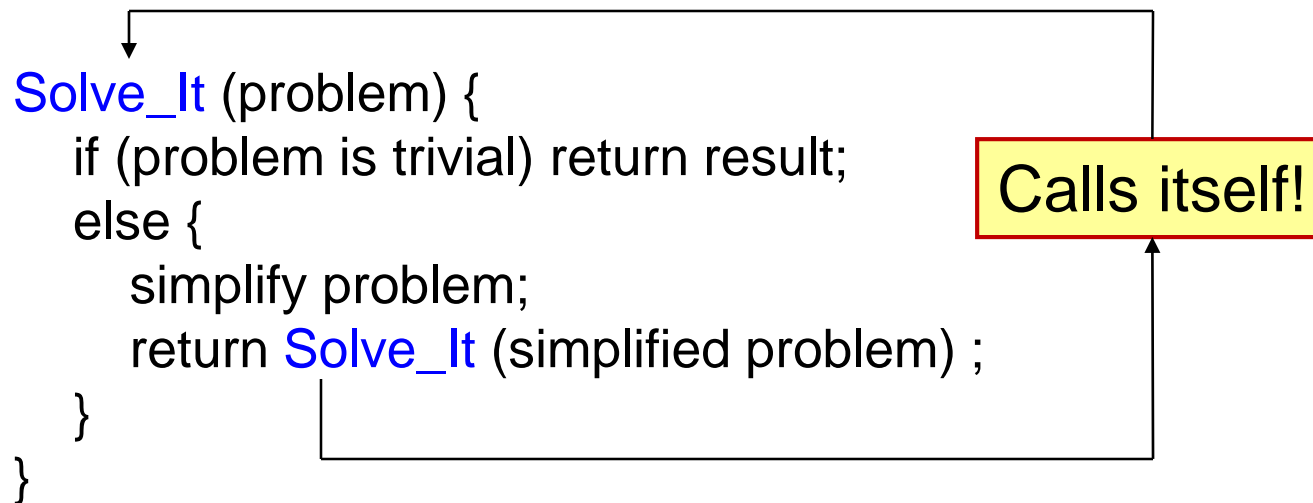 Solve_It (problem) {
if (problem is trivial) return result;
else {
Calls itself!
simplify problem;
return Solve_It (simplified problem) ;
}
}